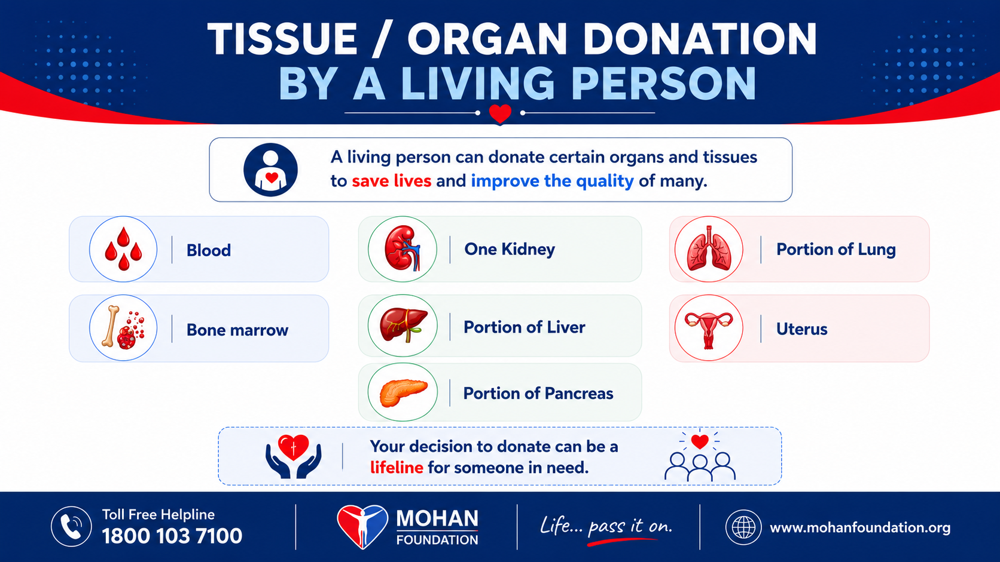 TISSUE / ORGAN DONATION
BY A LIVING PERSON
A living person can donate certain organs and tissues
to save lives and improve the quality of many.
Blood
One Kidney
Portion of Lung
Bone marrow
Portion of Liver
Uterus
Portion of Pancreas
Your decision to donate can be a
lifeline for someone in need.
Toll Free Helpline
1800 103 7100
MOHAN
FOUNDATION
Life... pass it on.
www.mohanfoundation.org